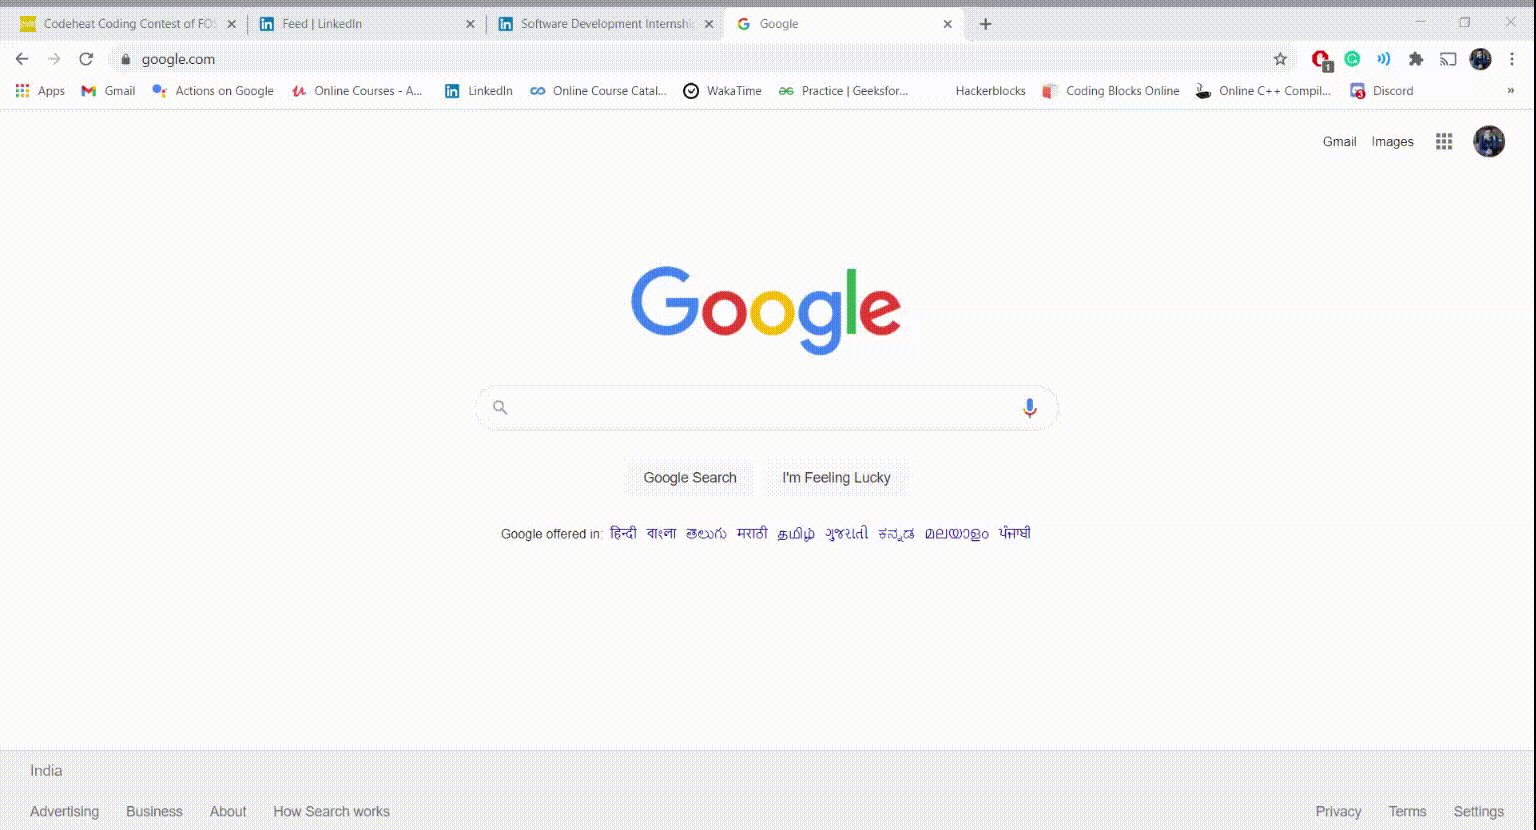 Codeheat Coding Contest of FOS Feed | LinkedIn Software Development Internshi Google
google.com 1
Apps Gmail Actions on Google Online Courses - A... LinkedIn Online Course Catal... WakaTime Practice | Geeksfor... Hackerblocks Coding Blocks Online Online C++ Compil... Discord »
Gmail Images
Google
Google Search I'm Feeling Lucky
Google offered in: हिन्दी বাংলা తెలుగు मराठी தமிழ் ગુજરાતી ಕನ್ನಡ മലയാളം ਪੰਜਾਬੀ
India
Advertising Business About How Search works Privacy Terms Settings